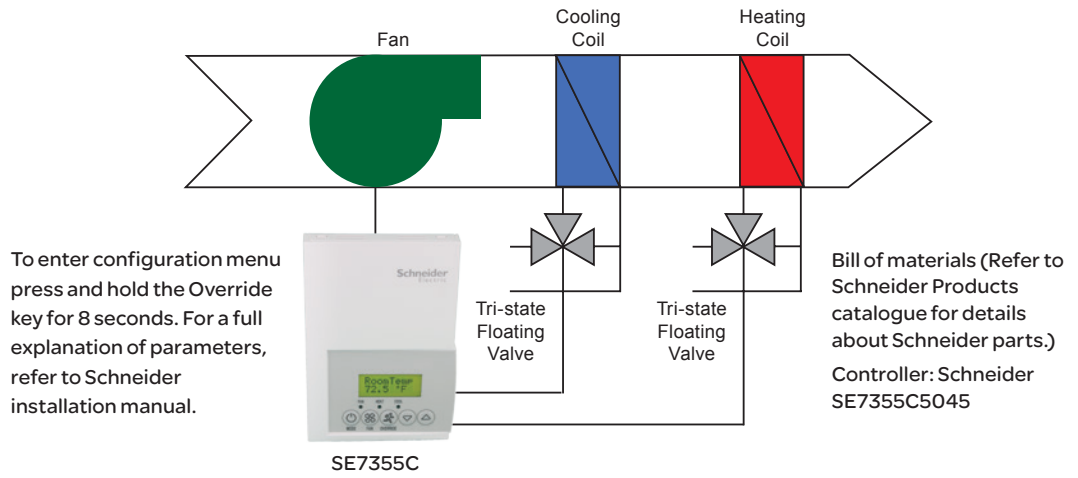 Fan
Cooling
Coil
Heating
Coil
To enter configuration menu
press and hold the Override
key for 8 seconds. For a full
explanation of parameters,
refer to Schneider
installation manual.
Schneider
Electric
RoomTemp
72.5 °F
SE7355C
Tri-state
Floating
Valve
Tri-state
Floating
Valve
Bill of materials (Refer to
Schneider Products
catalogue for details
about Schneider parts.)
Controller: Schneider
SE7355C5045